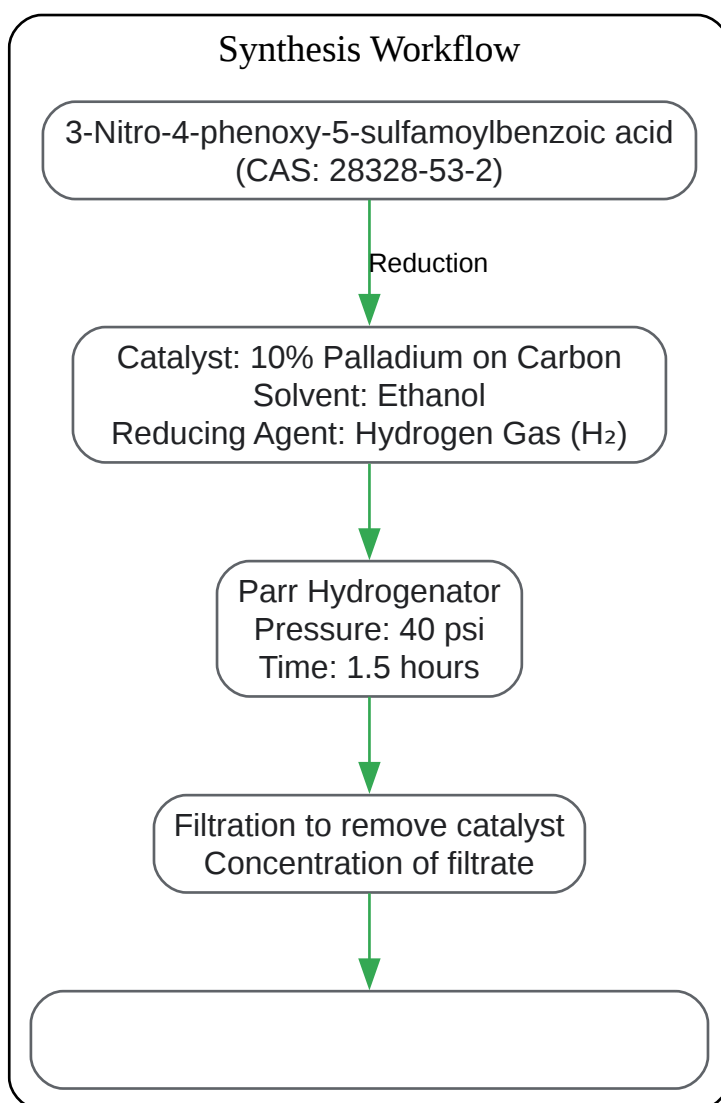 Synthesis Workflow
3-Nitro-4-phenoxy-5-sulfamoylbenzoic acid
(CAS: 28328-53-2)
Reduction
Catalyst: 10% Palladium on Carbon
Solvent: Ethanol
Reducing Agent: Hydrogen Gas (H₂)
Parr Hydrogenator
Pressure: 40 psi
Time: 1.5 hours
Filtration to remove catalyst
Concentration of filtrate